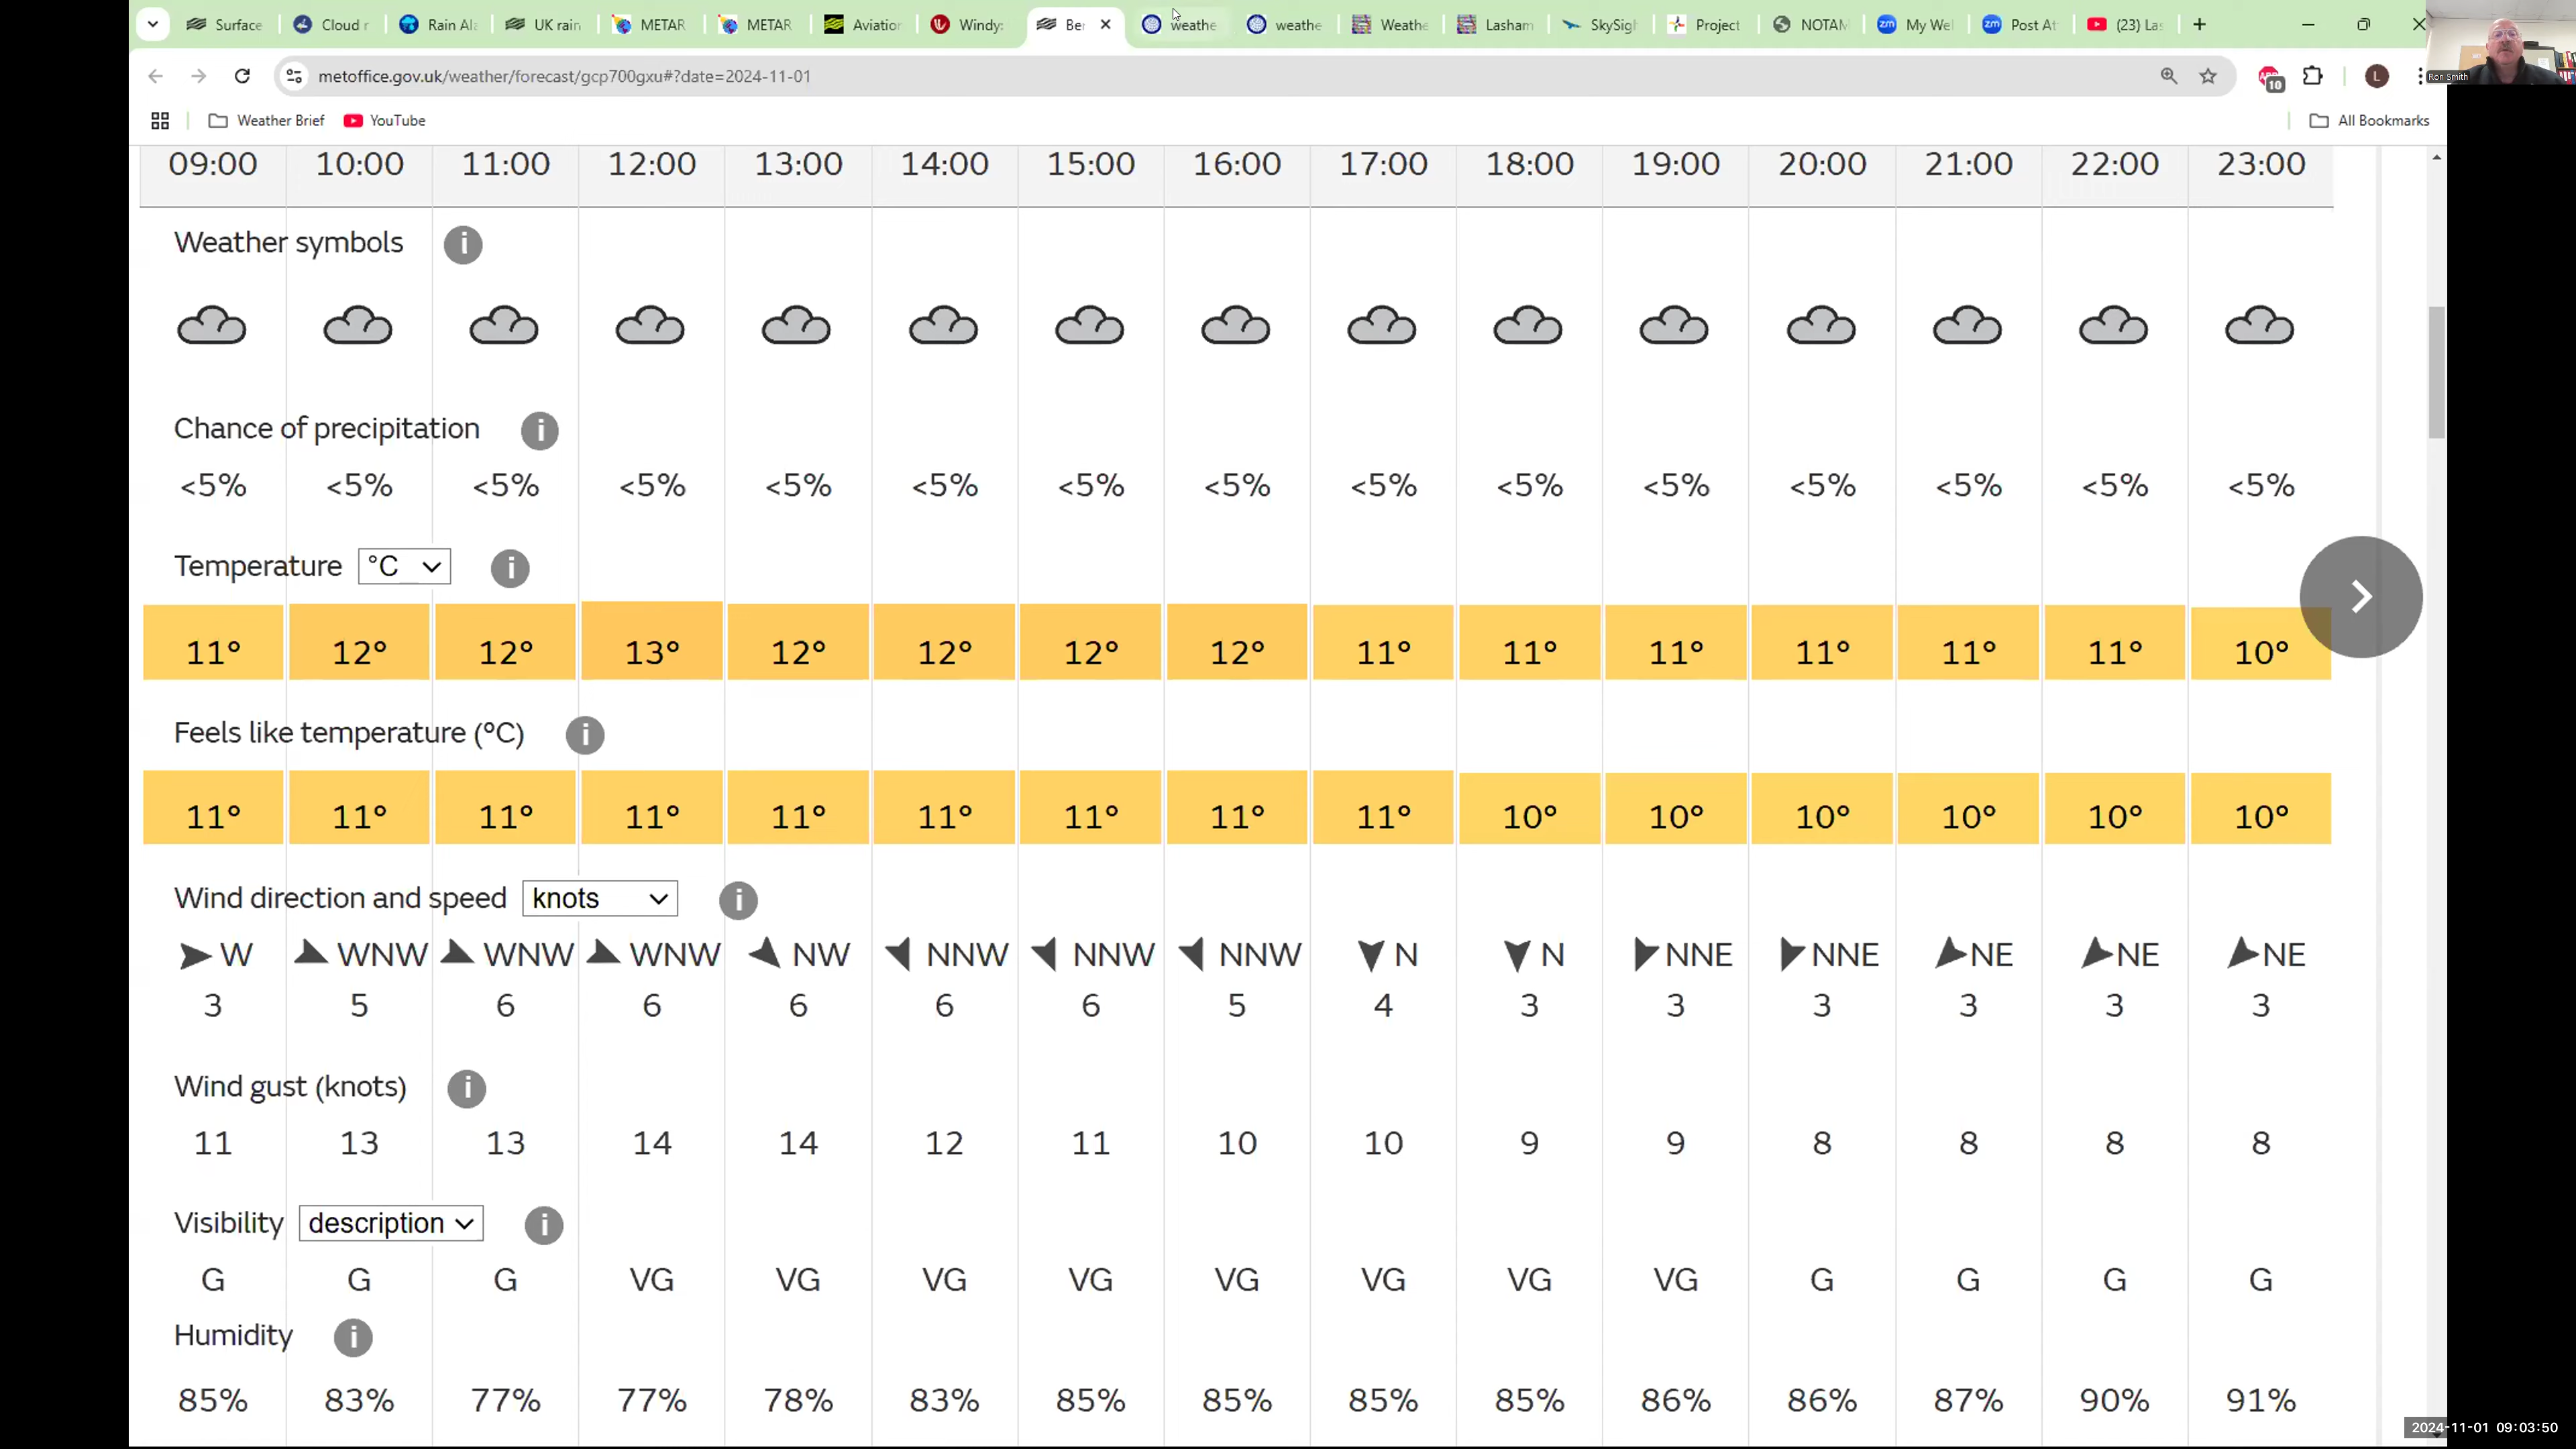 Surface
Cloud r
Rain Ala
UK rain
METAR
METAR
Aviation
Windy:
Ber
weathe
weathe
Weathe
Lasham
SkySigh
Project
NOTAM
My Wel
Post At
(23) Las
metoffice.gov.uk/weather/forecast/gcp700gxu#?date=2024-11-01
10
L
Ron Smith
Weather Brief
YouTube
All Bookmarks
09:00 10:00 11:00 12:00 13:00 14:00 15:00 16:00 17:00 18:00 19:00 20:00 21:00 22:00 23:00
Weather symbols i
Chance of precipitation i
<5% <5% <5% <5% <5% <5% <5% <5% <5% <5% <5% <5% <5% <5% <5%
Temperature °C i
11° 12° 12° 13° 12° 12° 12° 12° 11° 11° 11° 11° 11° 11° 10°
Feels like temperature (°C) i
11° 11° 11° 11° 11° 11° 11° 11° 11° 10° 10° 10° 10° 10° 10°
Wind direction and speed knots i
W WNW WNW WNW NW NNW NNW NNW N N NNE NNE NE NE NE
3 5 6 6 6 6 6 5 4 3 3 3 3 3 3
Wind gust (knots) i
11 13 13 14 14 12 11 10 10 9 9 8 8 8 8
Visibility description i
G G G VG VG VG VG VG VG VG VG G G G G
Humidity i
85% 83% 77% 77% 78% 83% 85% 85% 85% 85% 86% 86% 87% 90% 91%
2024-11-01 09:03:50